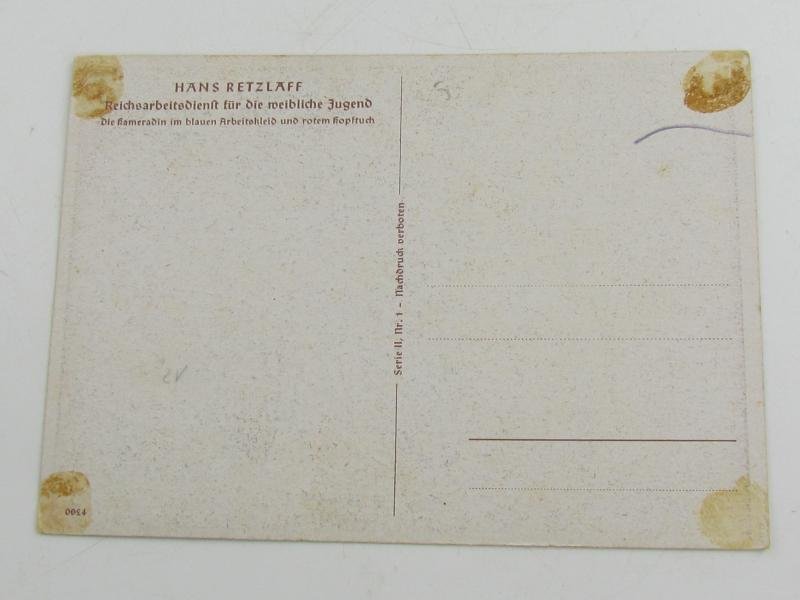 HANS RETZLAFF
Reichsarbeitsdienst für die weibliche Jugend
Die Kameradin im blauen Arbeitskleid und rotem Kopftuch
Serie II, Nr. 1 - Nachdruck verboten